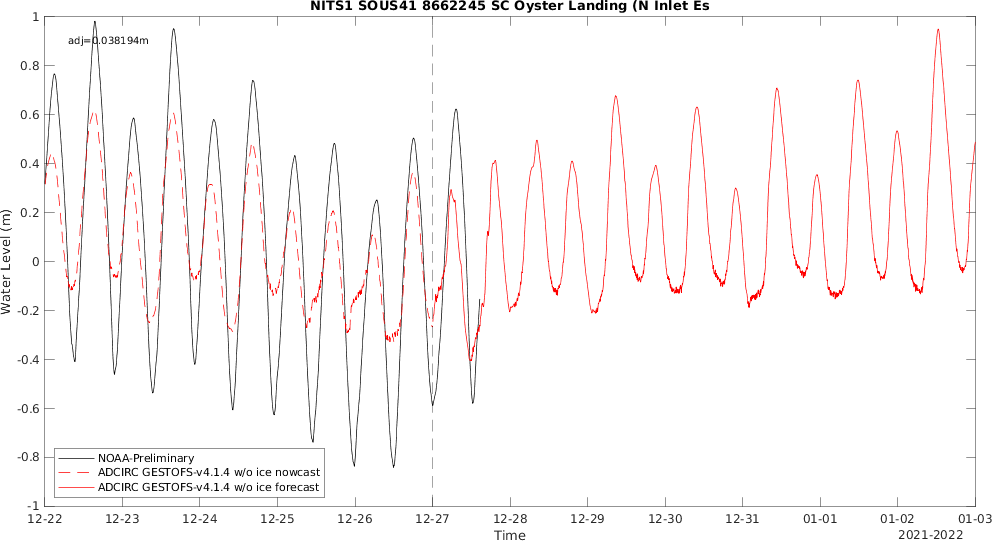 NITS1 SOUS41 8662245 SC Oyster Landing (N Inlet Es
adj=0.038194m
Water Level (m)
1
0.8
0.6
0.4
0.2
0
-0.2
-0.4
-0.6
-0.8
-1
NOAA-Preliminary
ADCIRC GESTOFS-v4.1.4 w/o ice nowcast
ADCIRC GESTOFS-v4.1.4 w/o ice forecast
12-22 12-23 12-24 12-25 12-26 12-27 12-28 12-29 12-30 12-31 01-01 01-02 01-03
Time
2021-2022